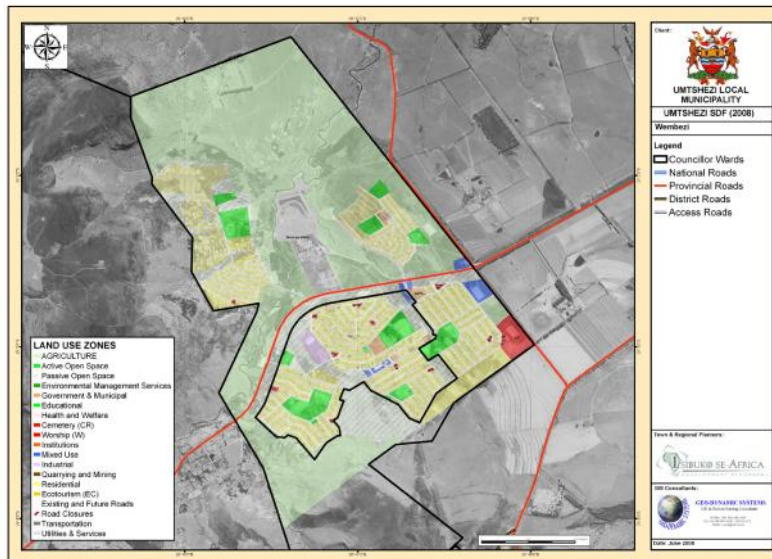 N
W
E
S
LAND USE ZONES
AGRICULTURE
Active Open Space
Passive Open Space
Environmental Management Services
Government & Municipal
Educational
Health and Welfare
Cemetery (CR)
Worship (W)
Institutions
Mixed Use
Industrial
Quarrying and Mining
Residential
Ecotourism (EC)
Existing and Future Roads
Road Closures
Transportation
Utilities & Services
Client:
UMTSHEZI LOCAL
MUNICIPALITY
UMTSHEZI SDF (2008)
Wembezi
Legend
Councillor Wards
National Roads
Provincial Roads
District Roads
Access Roads
Town & Regional Planners:
ISIBUKO SE-AFRICA
GIS Consultants:
GEO-DYNAMIC SYSTEMS
Date: June 2008